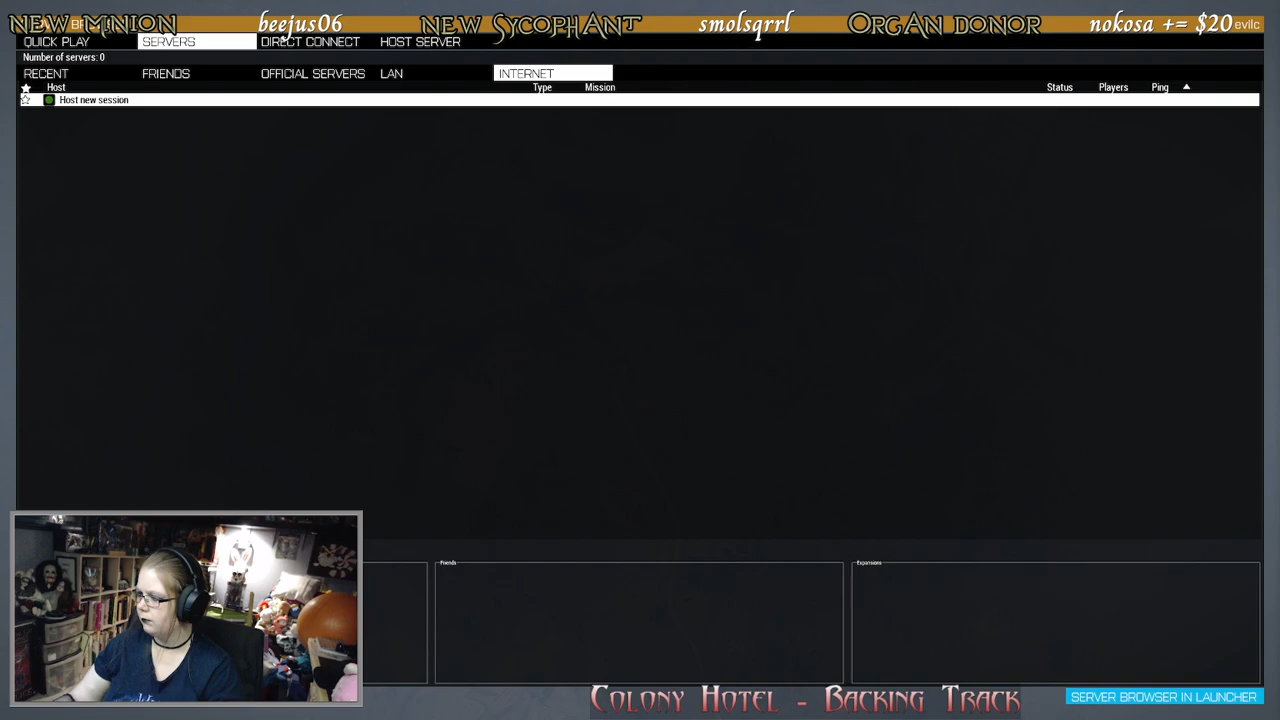 NEW MINION beejus06 NEW SYCOPHANT smolsqrrl ORGAN DONOR nokosa += $20 evilc
QUICK PLAY SERVERS DIRECT CONNECT HOST SERVER
Number of servers: 0
RECENT FRIENDS OFFICIAL SERVERS LAN INTERNET
Host Type Mission Status Players Ping
Host new session
Friends Expansions
COLONY HOTEL - BACKING TRACK
SERVER BROWSER IN LAUNCHER